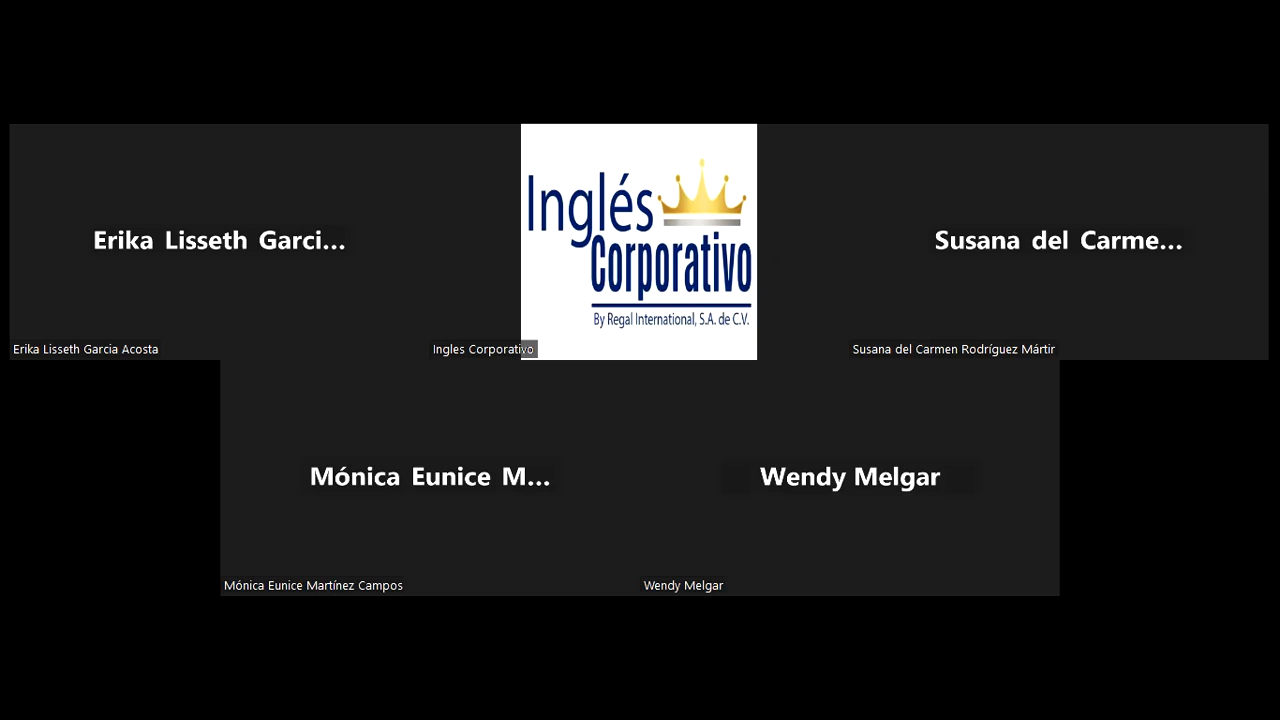 Erika Lisseth Garci...
Inglés
Corporativo
By Regal International, S.A. de C.V.
Susana del Carme...
Erika Lisseth Garcia Acosta
Ingles Corporativo
Susana del Carmen Rodríguez Mártir
Mónica Eunice M...
Wendy Melgar
Mónica Eunice Martínez Campos
Wendy Melgar